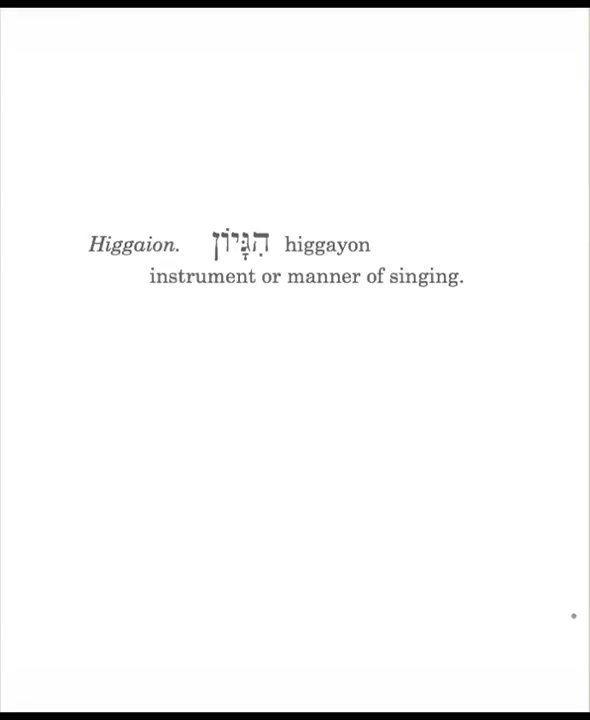 Higgaion. הִגָּיוֹן higgayon
instrument or manner of singing.